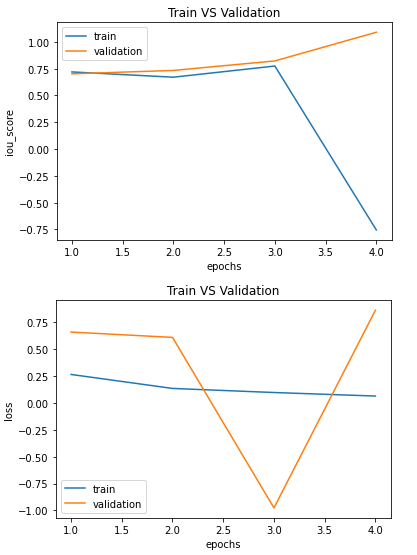 Train VS Validation
train
validation
1.00
0.75
0.50
0.25
0.00
−0.25
−0.50
−0.75
iou_score
1.0 1.5 2.0 2.5 3.0 3.5 4.0
epochs
Train VS Validation
0.75
0.50
0.25
0.00
−0.25
−0.50
−0.75
−1.00
loss
train
validation
1.0 1.5 2.0 2.5 3.0 3.5 4.0
epochs